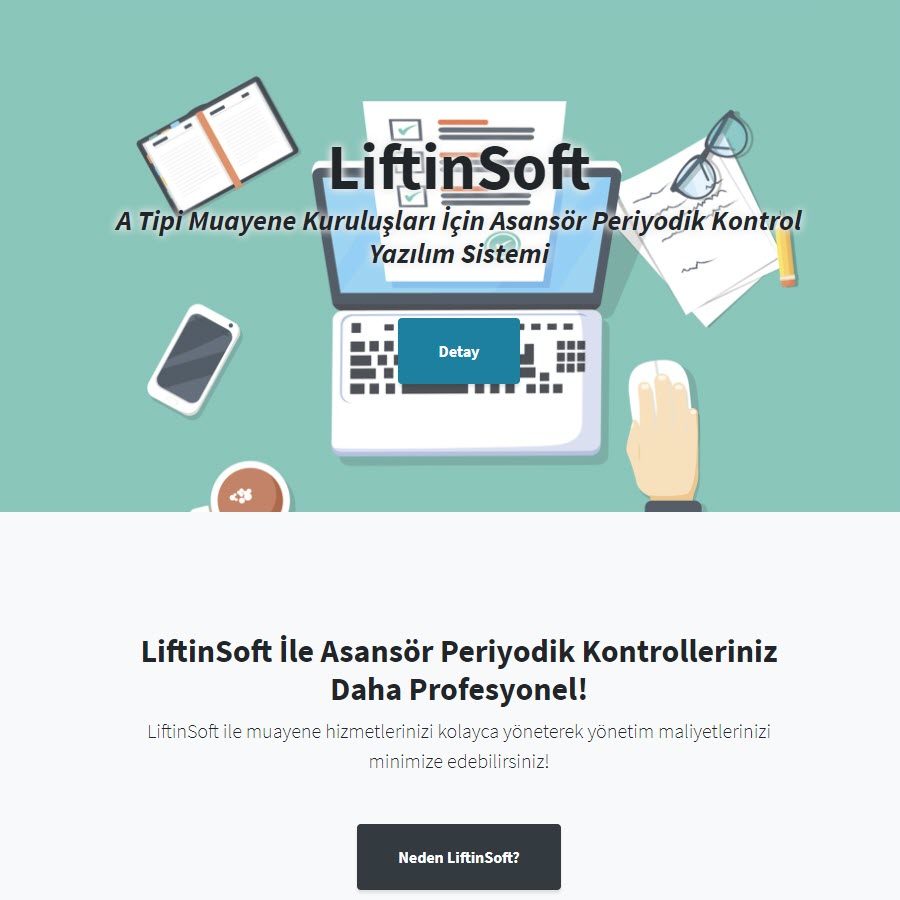 LiftinSoft
A Tipi Muayene Kuruluşları İçin Asansör Periyodik Kontrol
Yazılım Sistemi
Detay
LiftinSoft İle Asansör Periyodik Kontrolleriniz
Daha Profesyonel!
LiftinSoft ile muayene hizmetlerinizi kolayca yöneterek yönetim maliyetlerinizi
minimize edebilirsiniz!
Neden LiftinSoft?